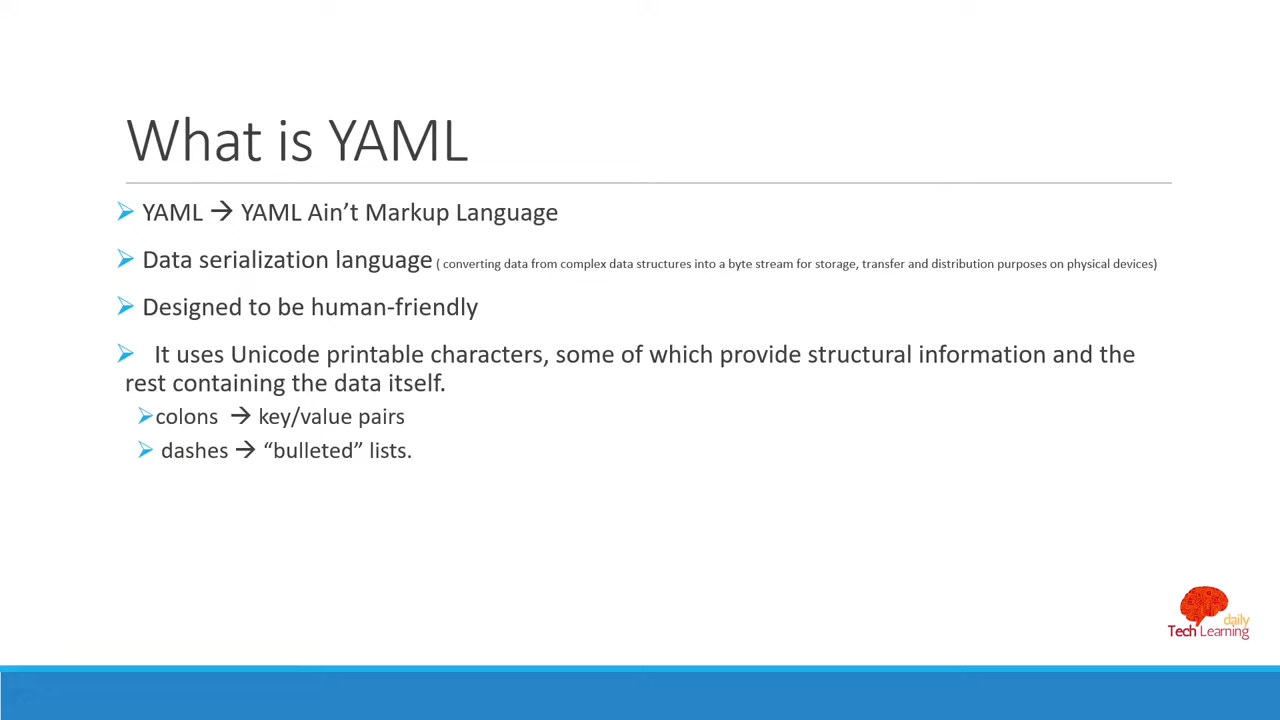 What is YAML
YAML → YAML Ain’t Markup Language
Data serialization language ( converting data from complex data structures into a byte stream for storage, transfer and distribution purposes on physical devices)
Designed to be human-friendly
It uses Unicode printable characters, some of which provide structural information and the
rest containing the data itself.
colons → key/value pairs
dashes → “bulleted” lists.
daily
Tech Learning